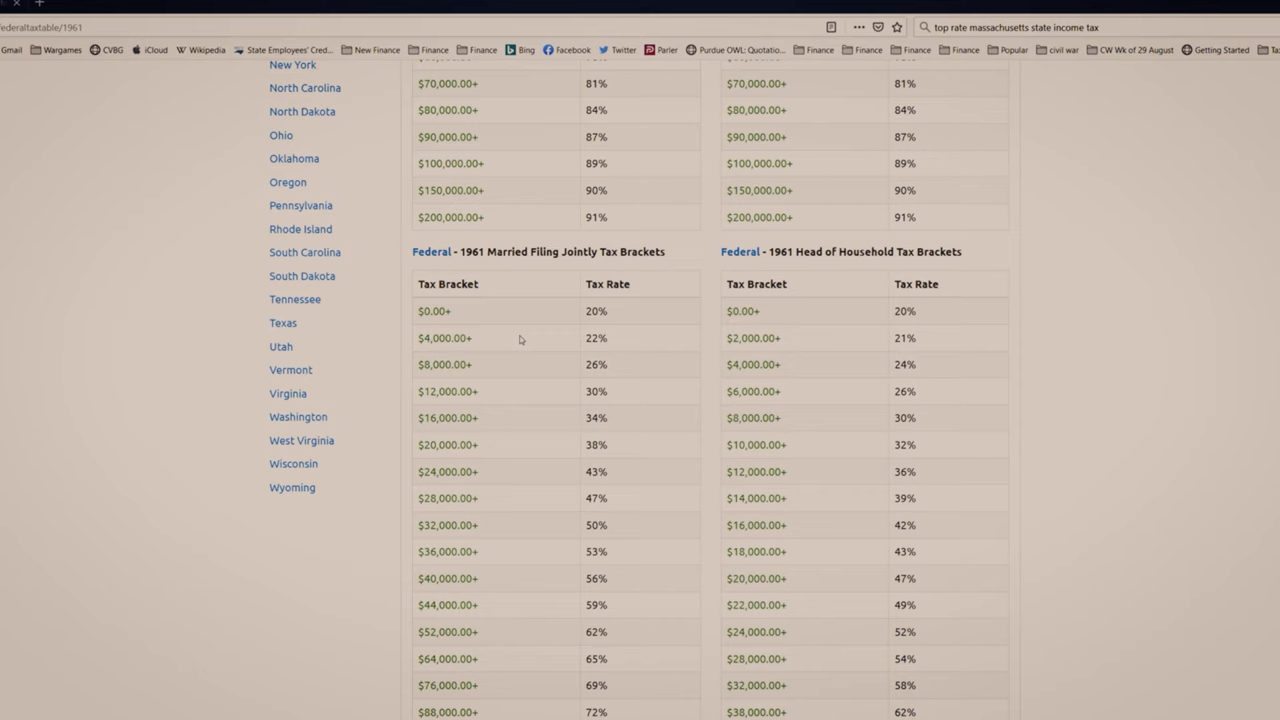 federaltaxtable/1961
top rate massachusetts state income tax
Gmail Wargames CVBG iCloud Wikipedia State Employees' Cred... New Finance Finance Finance Bing Facebook Twitter Parler Purdue OWL: Quotatio... Finance Finance Finance Finance Popular civil war CW Wk of 29 August Getting Started
New York
North Carolina
North Dakota
Ohio
Oklahoma
Oregon
Pennsylvania
Rhode Island
South Carolina
South Dakota
Tennessee
Texas
Utah
Vermont
Virginia
Washington
West Virginia
Wisconsin
Wyoming
$70,000.00+ 81%
$80,000.00+ 84%
$90,000.00+ 87%
$100,000.00+ 89%
$150,000.00+ 90%
$200,000.00+ 91%
$70,000.00+ 81%
$80,000.00+ 84%
$90,000.00+ 87%
$100,000.00+ 89%
$150,000.00+ 90%
$200,000.00+ 91%
Federal - 1961 Married Filing Jointly Tax Brackets
Tax Bracket Tax Rate
$0.00+ 20%
$4,000.00+ 22%
$8,000.00+ 26%
$12,000.00+ 30%
$16,000.00+ 34%
$20,000.00+ 38%
$24,000.00+ 43%
$28,000.00+ 47%
$32,000.00+ 50%
$36,000.00+ 53%
$40,000.00+ 56%
$44,000.00+ 59%
$52,000.00+ 62%
$64,000.00+ 65%
$76,000.00+ 69%
$88,000.00+ 72%
Federal - 1961 Head of Household Tax Brackets
Tax Bracket Tax Rate
$0.00+ 20%
$2,000.00+ 21%
$4,000.00+ 24%
$6,000.00+ 26%
$8,000.00+ 30%
$10,000.00+ 32%
$12,000.00+ 36%
$14,000.00+ 39%
$16,000.00+ 42%
$18,000.00+ 43%
$20,000.00+ 47%
$22,000.00+ 49%
$24,000.00+ 52%
$28,000.00+ 54%
$32,000.00+ 58%
$38,000.00+ 62%